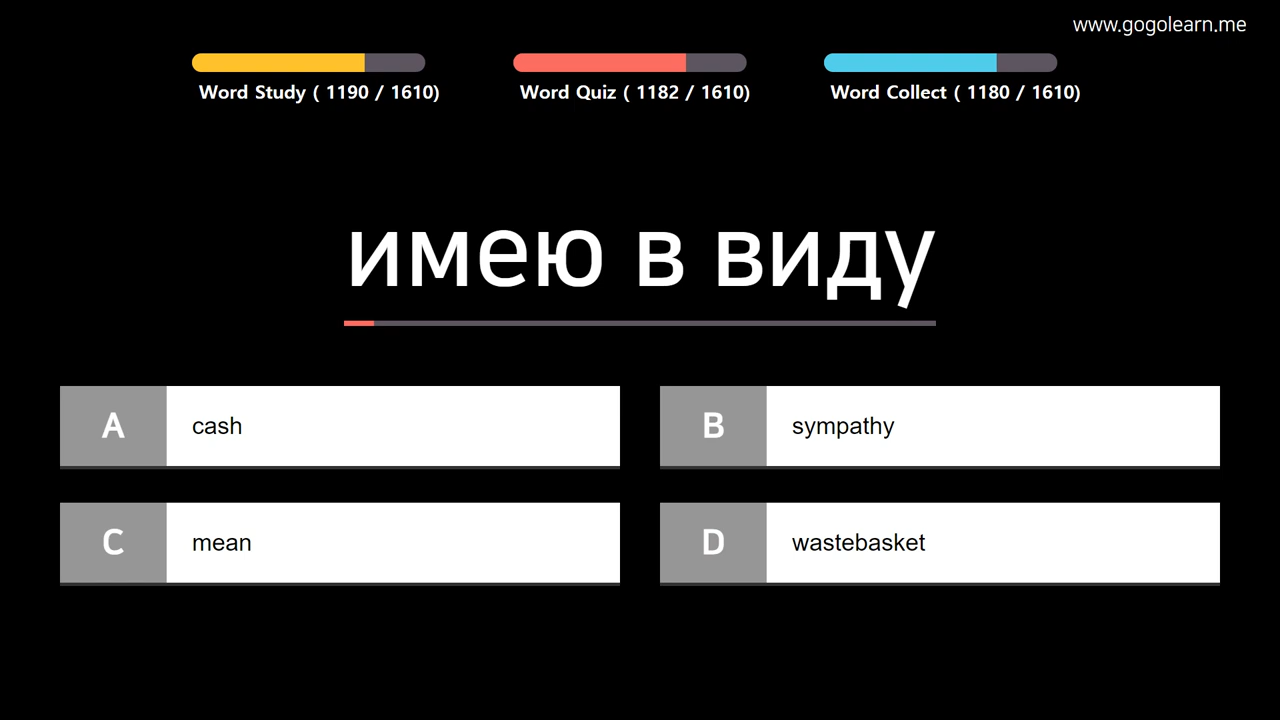 www.gogolearn.me
Word Study ( 1190 / 1610)
Word Quiz ( 1182 / 1610)
Word Collect ( 1180 / 1610)
имею в виду
A cash
B sympathy
C mean
D wastebasket